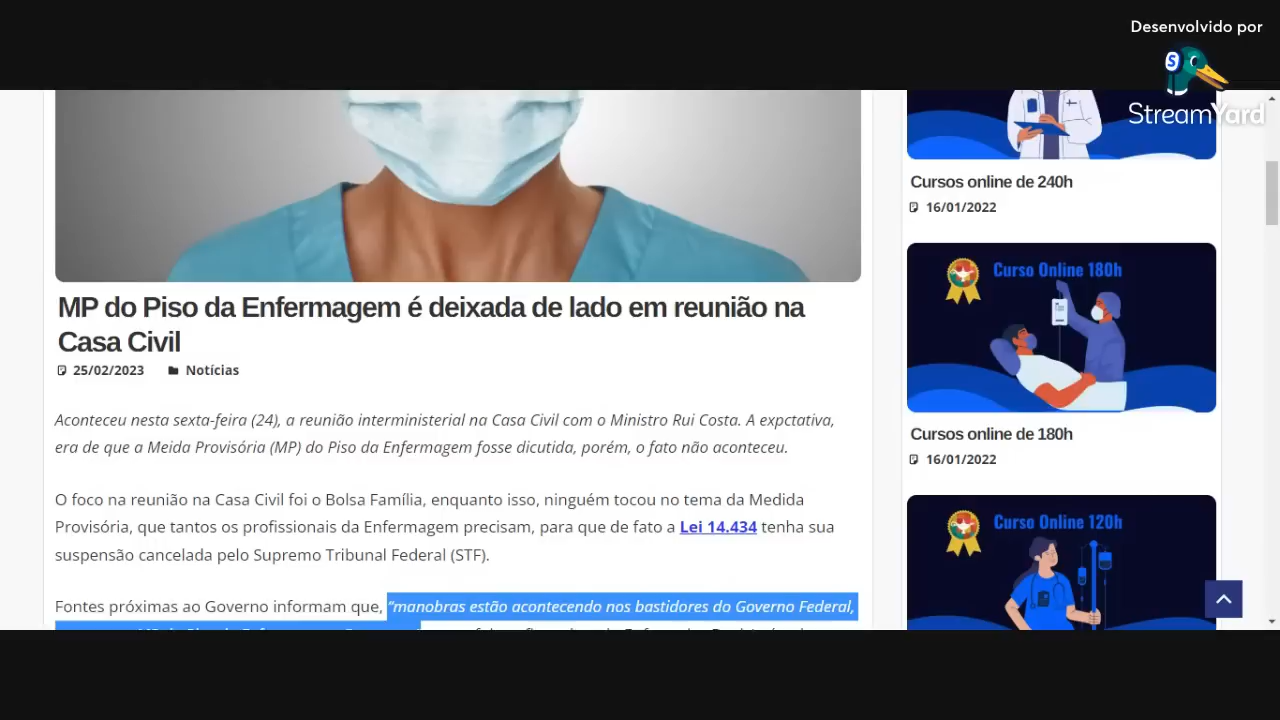 Desenvolvido por
StreamYard
MP do Piso da Enfermagem é deixada de lado em reunião na
Casa Civil
25/02/2023 Notícias
Aconteceu nesta sexta-feira (24), a reunião interministerial na Casa Civil com o Ministro Rui Costa. A expctativa,
era de que a Meida Provisória (MP) do Piso da Enfermagem fosse dicutida, porém, o fato não aconteceu.
O foco na reunião na Casa Civil foi o Bolsa Família, enquanto isso, ninguém tocou no tema da Medida
Provisória, que tantos os profissionais da Enfermagem precisam, para que de fato a Lei 14.434 tenha sua
suspensão cancelada pelo Supremo Tribunal Federal (STF).
Fontes próximas ao Governo informam que, “manobras estão acontecendo nos bastidores do Governo Federal,
Cursos online de 240h
16/01/2022
Curso Online 180h
Cursos online de 180h
16/01/2022
Curso Online 120h